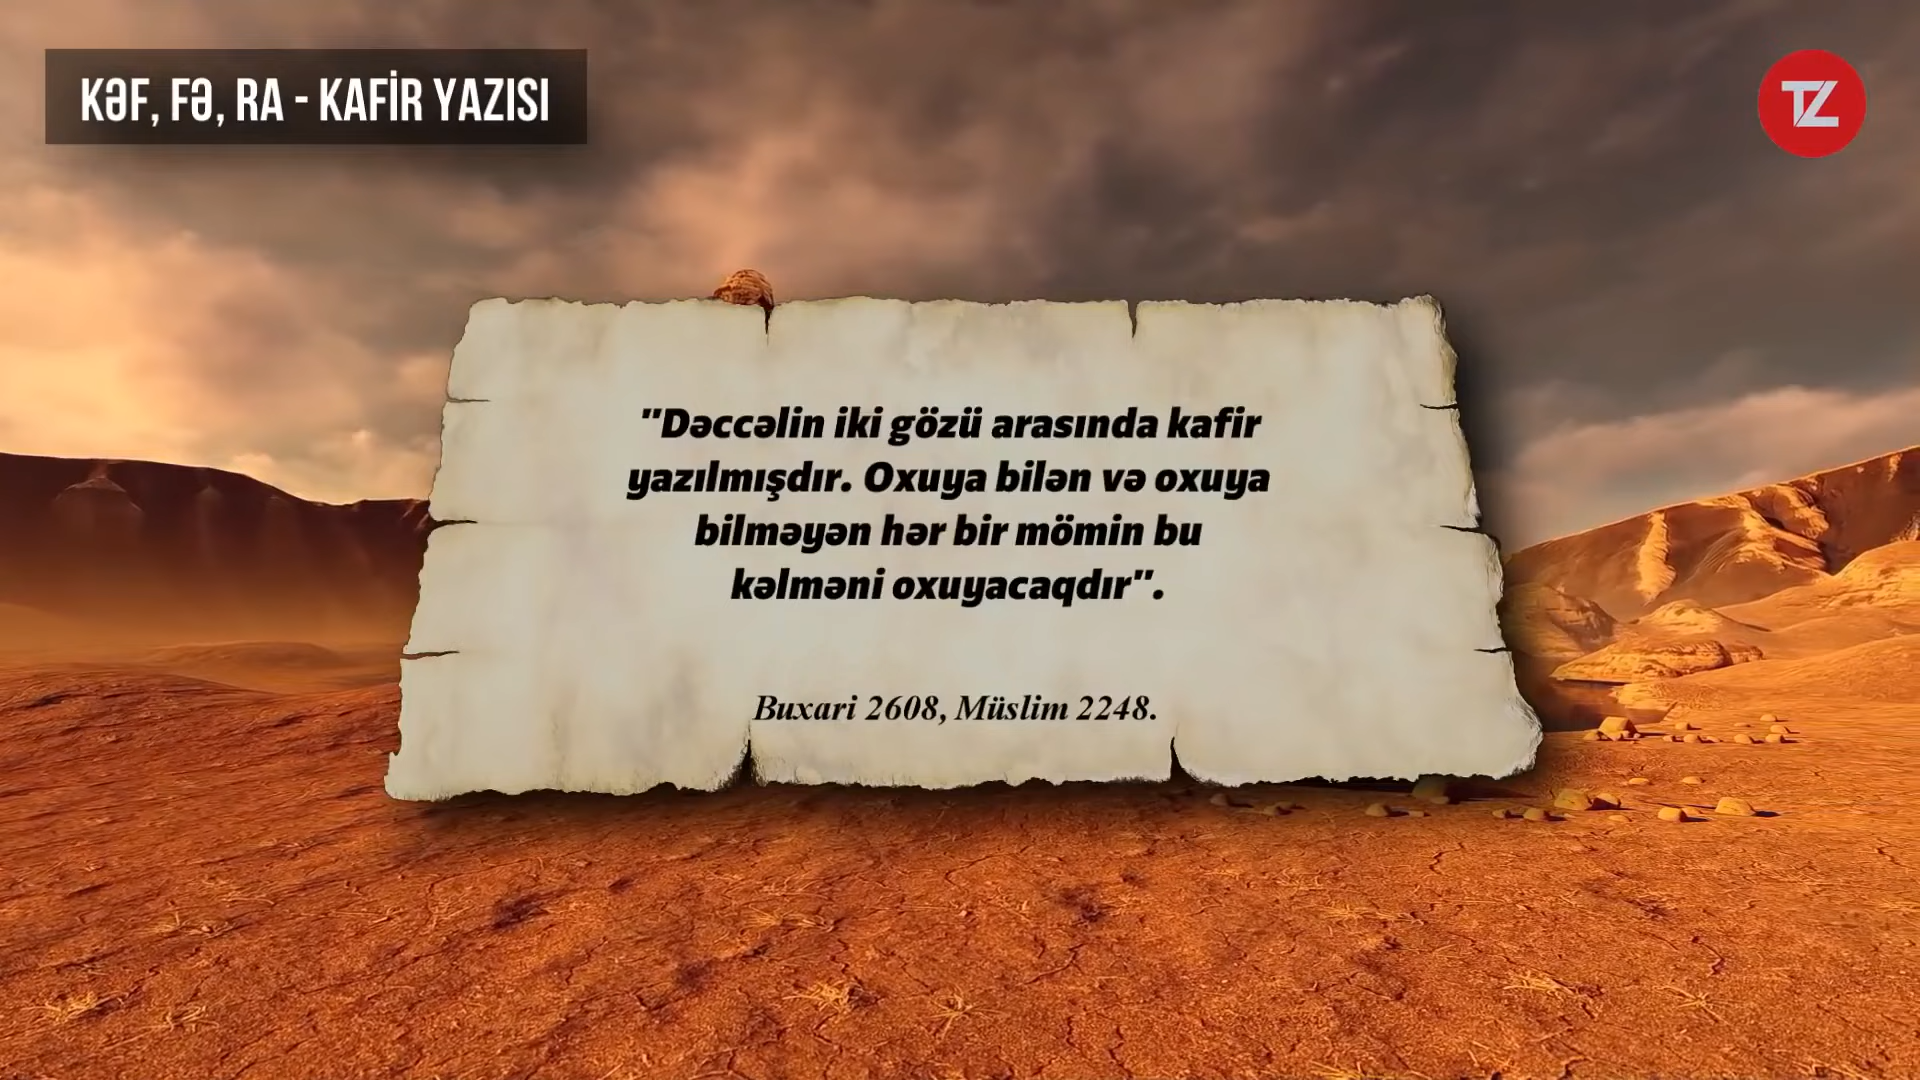 KƏF, FƏ, RA - KAFİR YAZISI
TZ
"Dəccəlin iki gözü arasında kafir
yazılmışdır. Oxuya bilən və oxuya
bilməyən hər bir mömin bu
kəlməni oxuyacaqdır".
Buxari 2608, Müslim 2248.